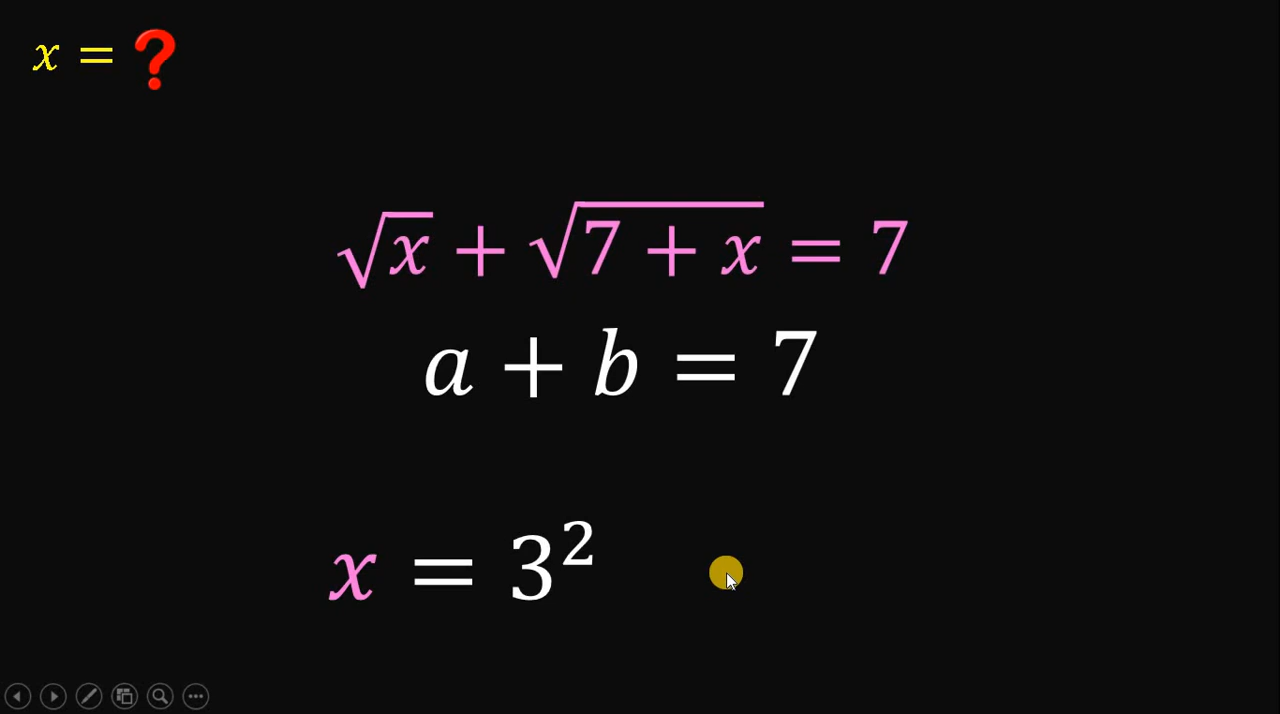 x = ❓
√x + √(7 + x) = 7
a + b = 7
x = 3²